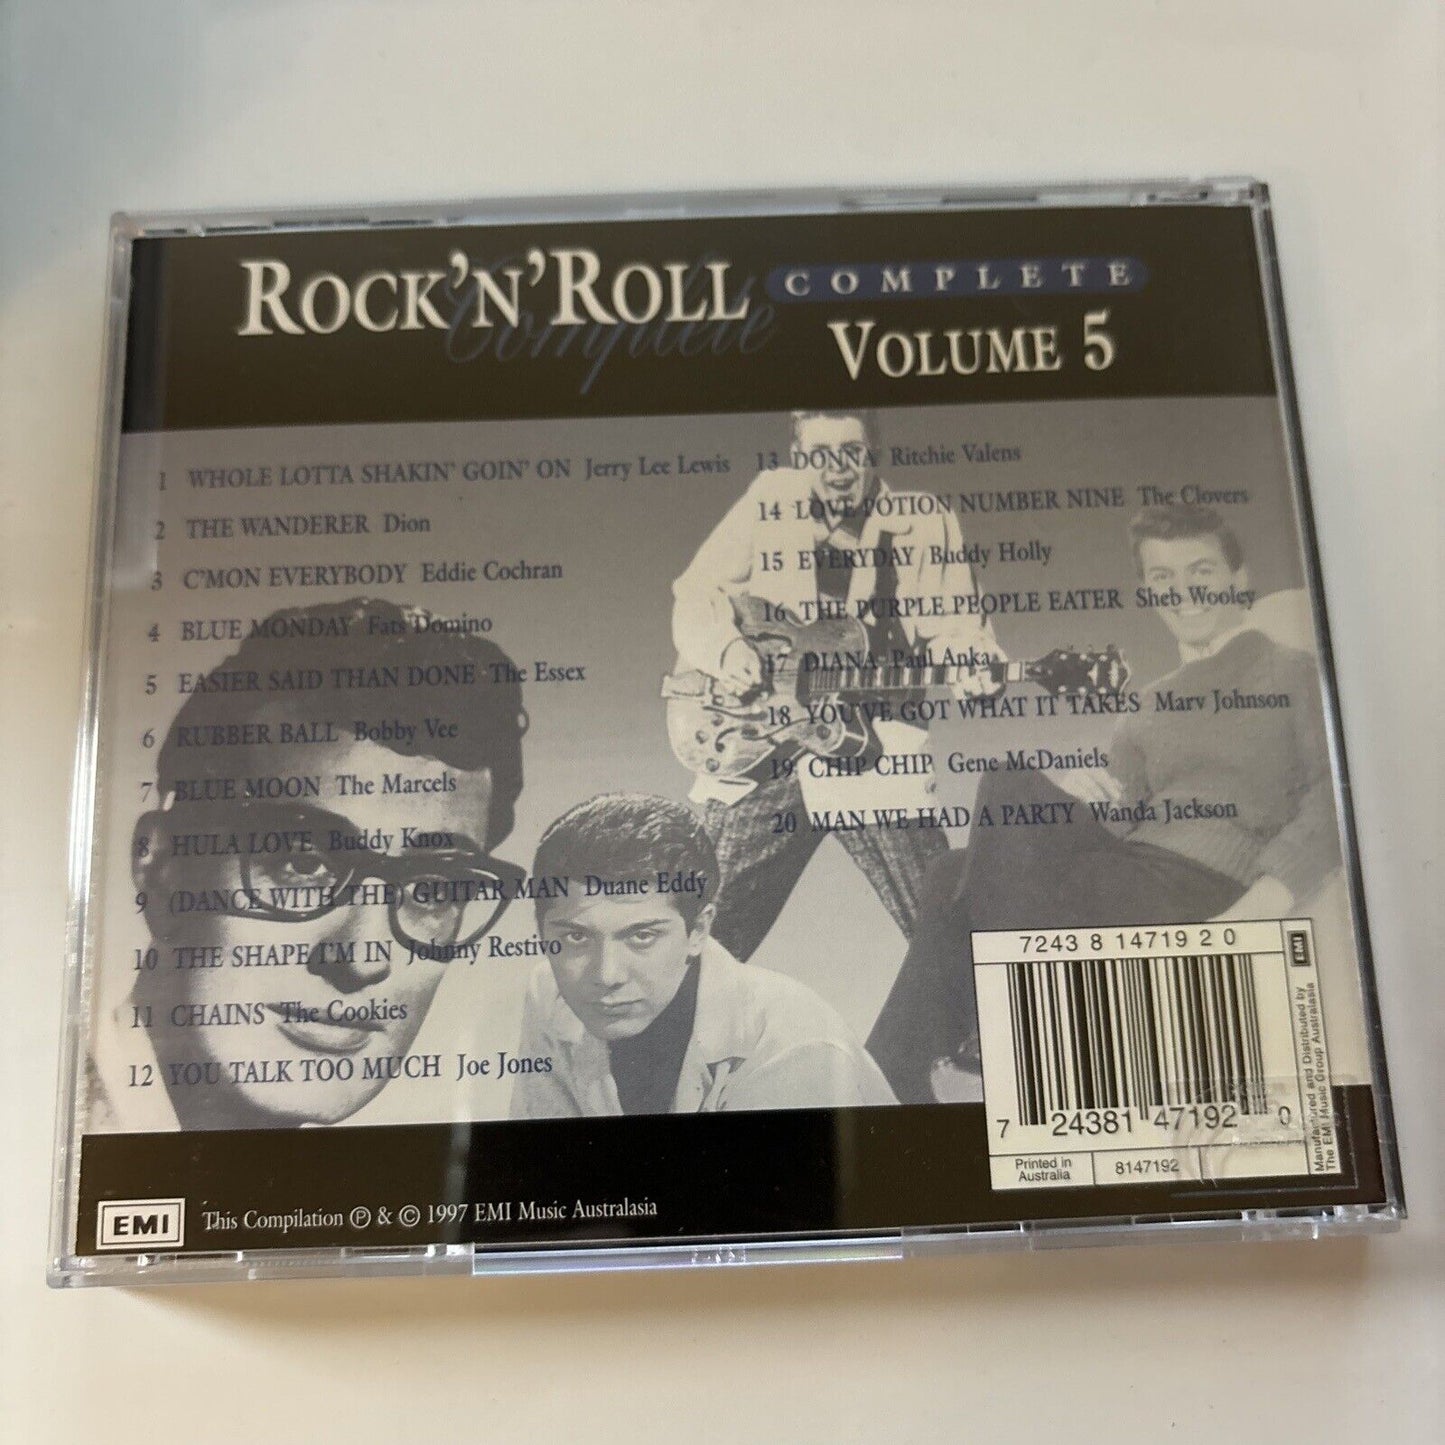 ROCK'N'ROLL COMPLETE
Complete
VOLUME 5
1 WHOLE LOTTA SHAKIN' GOIN' ON Jerry Lee Lewis
2 THE WANDERER Dion
3 C'MON EVERYBODY Eddie Cochran
4 BLUE MONDAY Fats Domino
5 EASIER SAID THAN DONE The Essex
6 RUBBER BALL Bobby Vee
7 BLUE MOON The Marcels
8 HULA LOVE Buddy Knox
9 (DANCE WITH THE) GUITAR MAN Duane Eddy
10 THE SHAPE I'M IN Johnny Restivo
11 CHAINS The Cookies
12 YOU TALK TOO MUCH Joe Jones
13 DONNA Ritchie Valens
14 LOVE POTION NUMBER NINE The Clovers
15 EVERYDAY Buddy Holly
16 THE PURPLE PEOPLE EATER Sheb Wooley
17 DIANA Paul Anka
18 YOU'VE GOT WHAT IT TAKES Marv Johnson
19 CHIP CHIP Gene McDaniels
20 MAN WE HAD A PARTY Wanda Jackson
7243 8 14719 2 0
EMI
Manufactured and Distributed by
The EMI Music Group Australasia
7 24381 47192 0
Printed in
Australia
8147192
EMI This Compilation ℗ & © 1997 EMI Music Australasia